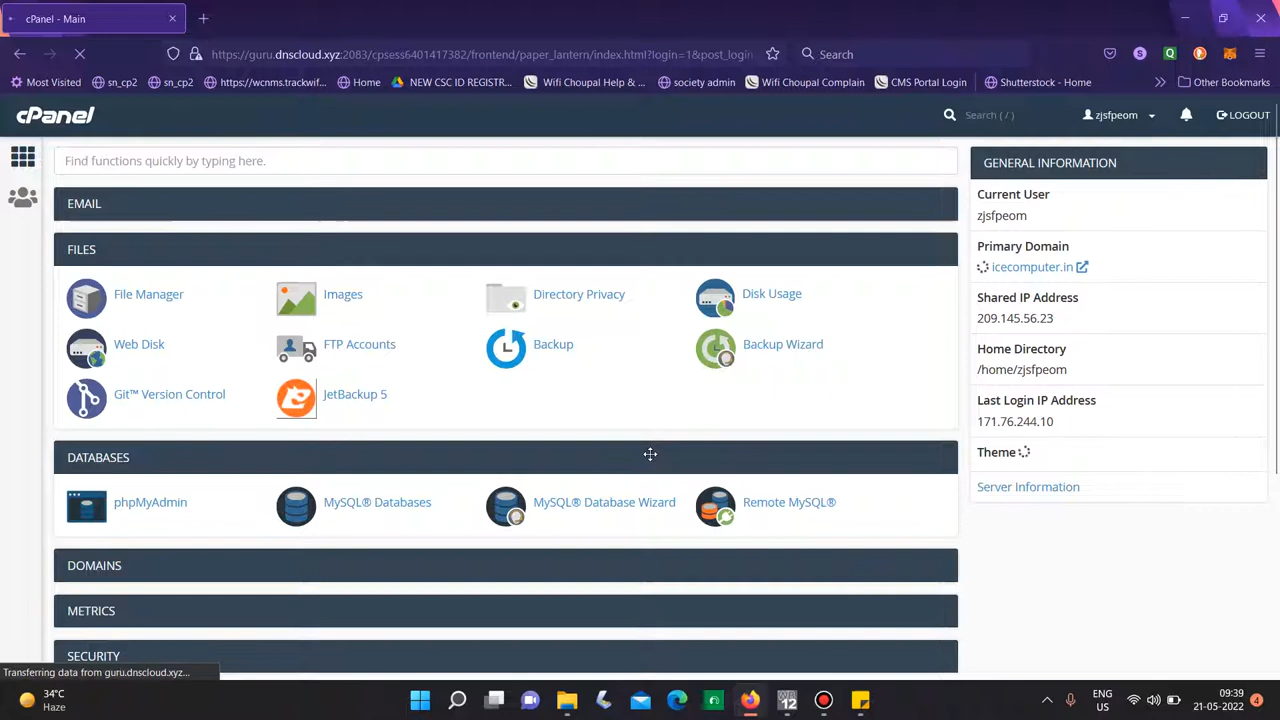 cPanel - Main
https://guru.dnscloud.xyz:2083/cpsess6401417382/frontend/paper_lantern/index.html?login=1&post_login
Search
Most Visited
sn_cp2
sn_cp2
https://wcnms.trackwif...
Home
NEW CSC ID REGISTR...
Wifi Choupal Help &...
society admin
Wifi Choupal Complain
CMS Portal Login
Shutterstock - Home
Other Bookmarks
cPanel
Search ( / )
zjsfpeom
LOGOUT
Find functions quickly by typing here.
EMAIL
FILES
File Manager
Images
Directory Privacy
Disk Usage
Web Disk
FTP Accounts
Backup
Backup Wizard
Git™ Version Control
JetBackup 5
DATABASES
phpMyAdmin
MySQL® Databases
MySQL® Database Wizard
Remote MySQL®
DOMAINS
METRICS
SECURITY
GENERAL INFORMATION
Current User
zjsfpeom
Primary Domain
icecomputer.in
Shared IP Address
209.145.56.23
Home Directory
/home/zjsfpeom
Last Login IP Address
171.76.244.10
Theme
Server Information
Transferring data from guru.dnscloud.xyz...
34°C
Haze
12
ENG
US
09:39
21-05-2022
4